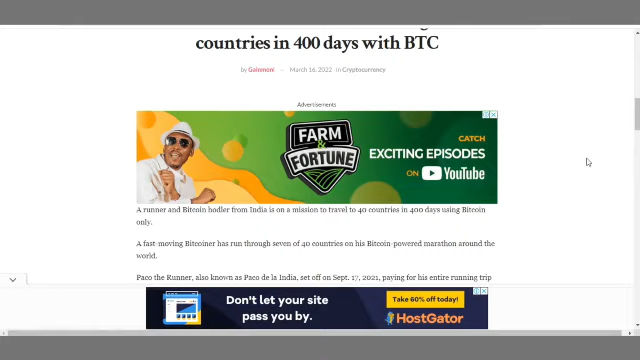 countries in 400 days with BTC
by Gainmoni — March 16, 2022 in Cryptocurrency
Advertisements
FARM & FORTUNE
CATCH
EXCITING EPISODES
ON YouTube
A runner and Bitcoin hodler from India is on a mission to travel to 40 countries in 400 days using Bitcoin
only.
A fast-moving Bitcoiner has run through seven of 40 countries on his Bitcoin-powered marathon around the
world.
Paco the Runner, also known as Paco de la India, set off on Sept. 17, 2021, paying for his entire running trip
Don't let your site
pass you by.
Take 60% off today!
HostGator